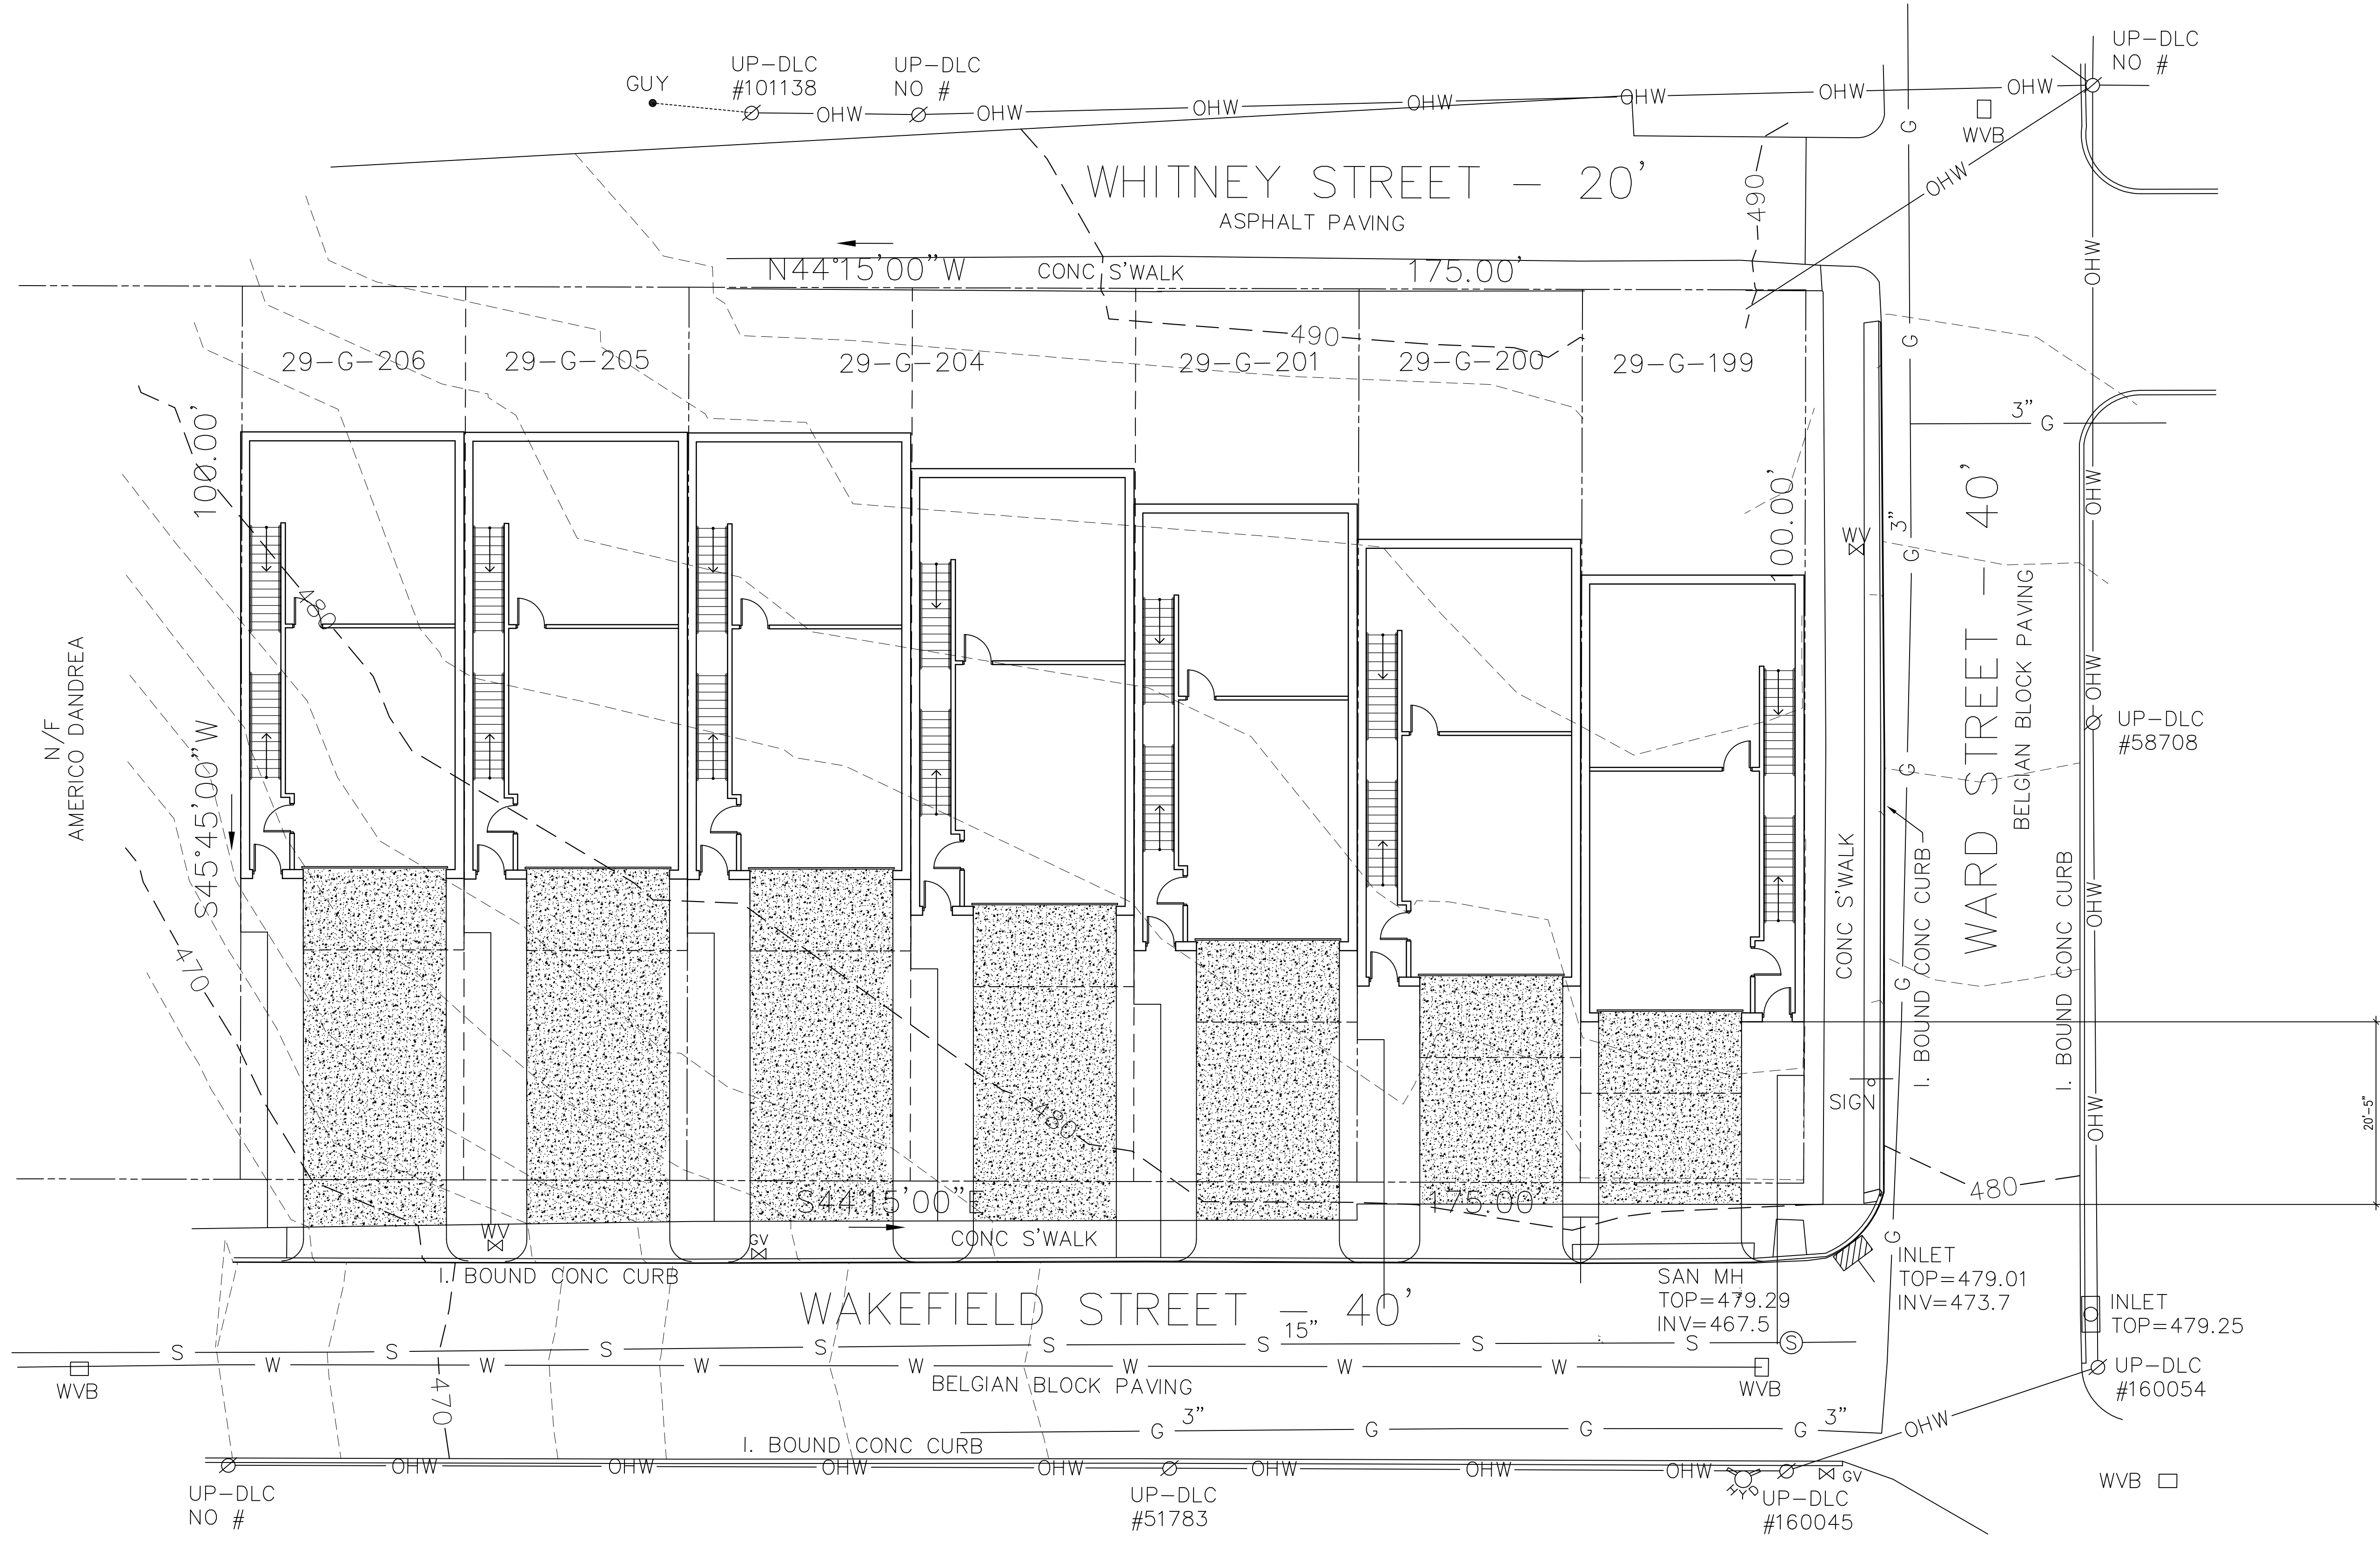 UP-DLC
NO #
UP-DLC
#101138
UP-DLC
NO #
GUY
OHW
OHW
OHW
OHW
OHW
OHW
OHW
G
WVB
WHITNEY STREET - 20'
ASPHALT PAVING
490
OHW
OHW
N44°15'00"W
CONC S'WALK
175.00'
490
G
29-G-206
29-G-205
29-G-204
29-G-201
29-G-200
29-G-199
3"
G
100.00'
00.00'
OHW
WV
3"
G
WARD STREET - 40'
BELGIAN BLOCK PAVING
480
N/F
AMERICO DANDREA
OHW
UP-DLC
#58708
S45°45'00"W
G
CONC S'WALK
I. BOUND CONC CURB
I. BOUND CONC CURB
OHW
470
G
480
SIGN
OHW
20'-5"
480
S44°15'00"E
175.00'
WV
GV
CONC S'WALK
G
I. BOUND CONC CURB
SAN MH
TOP=479.29
INV=467.5
INLET
TOP=479.01
INV=473.7
WAKEFIELD STREET - 40'
15"
INLET
TOP=479.25
S
S
S
S
S
S
S
S
S
W
W
W
W
W
W
W
WVB
BELGIAN BLOCK PAVING
WVB
UP-DLC
#160054
470
3"
3"
G
G
G
G
OHW
I. BOUND CONC CURB
OHW
OHW
OHW
OHW
OHW
OHW
OHW
HYD
GV
WVB
UP-DLC
NO #
UP-DLC
#51783
UP-DLC
#160045